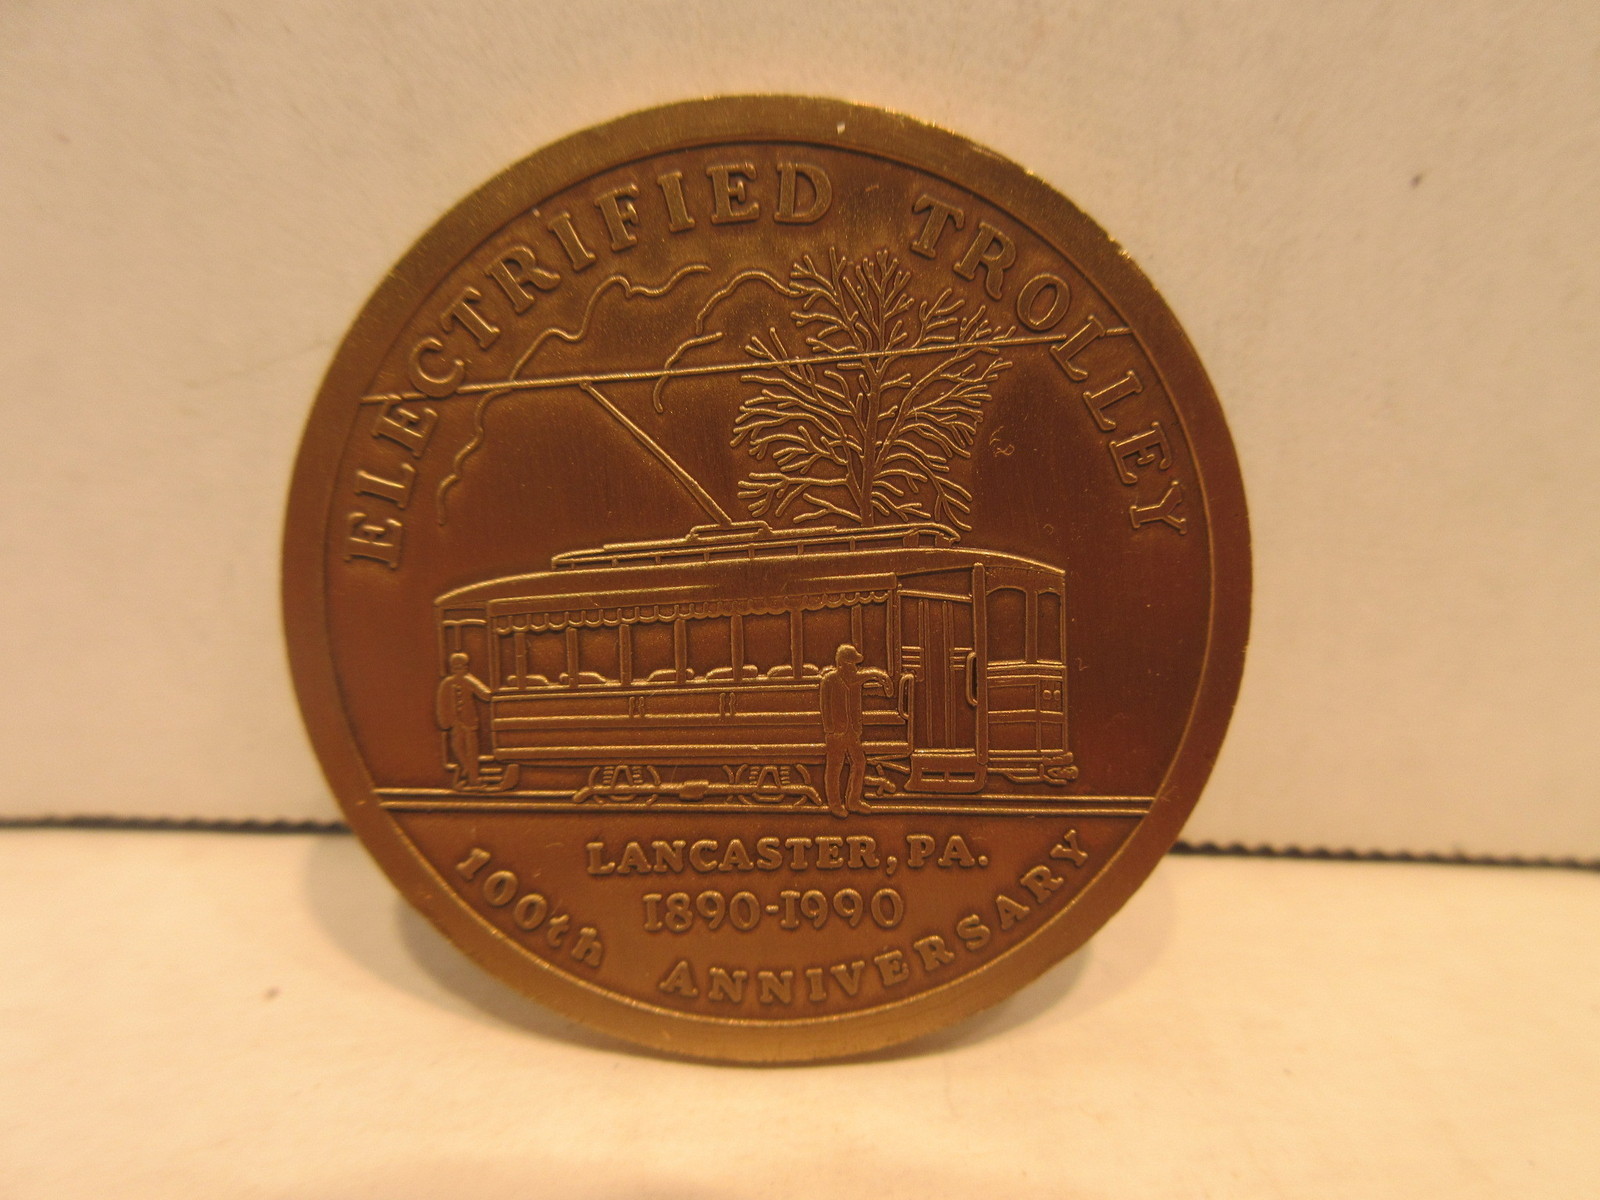 ELECTRIFIED TROLLEY
LANCASTER, PA.
1890-1990
100th ANNIVERSARY